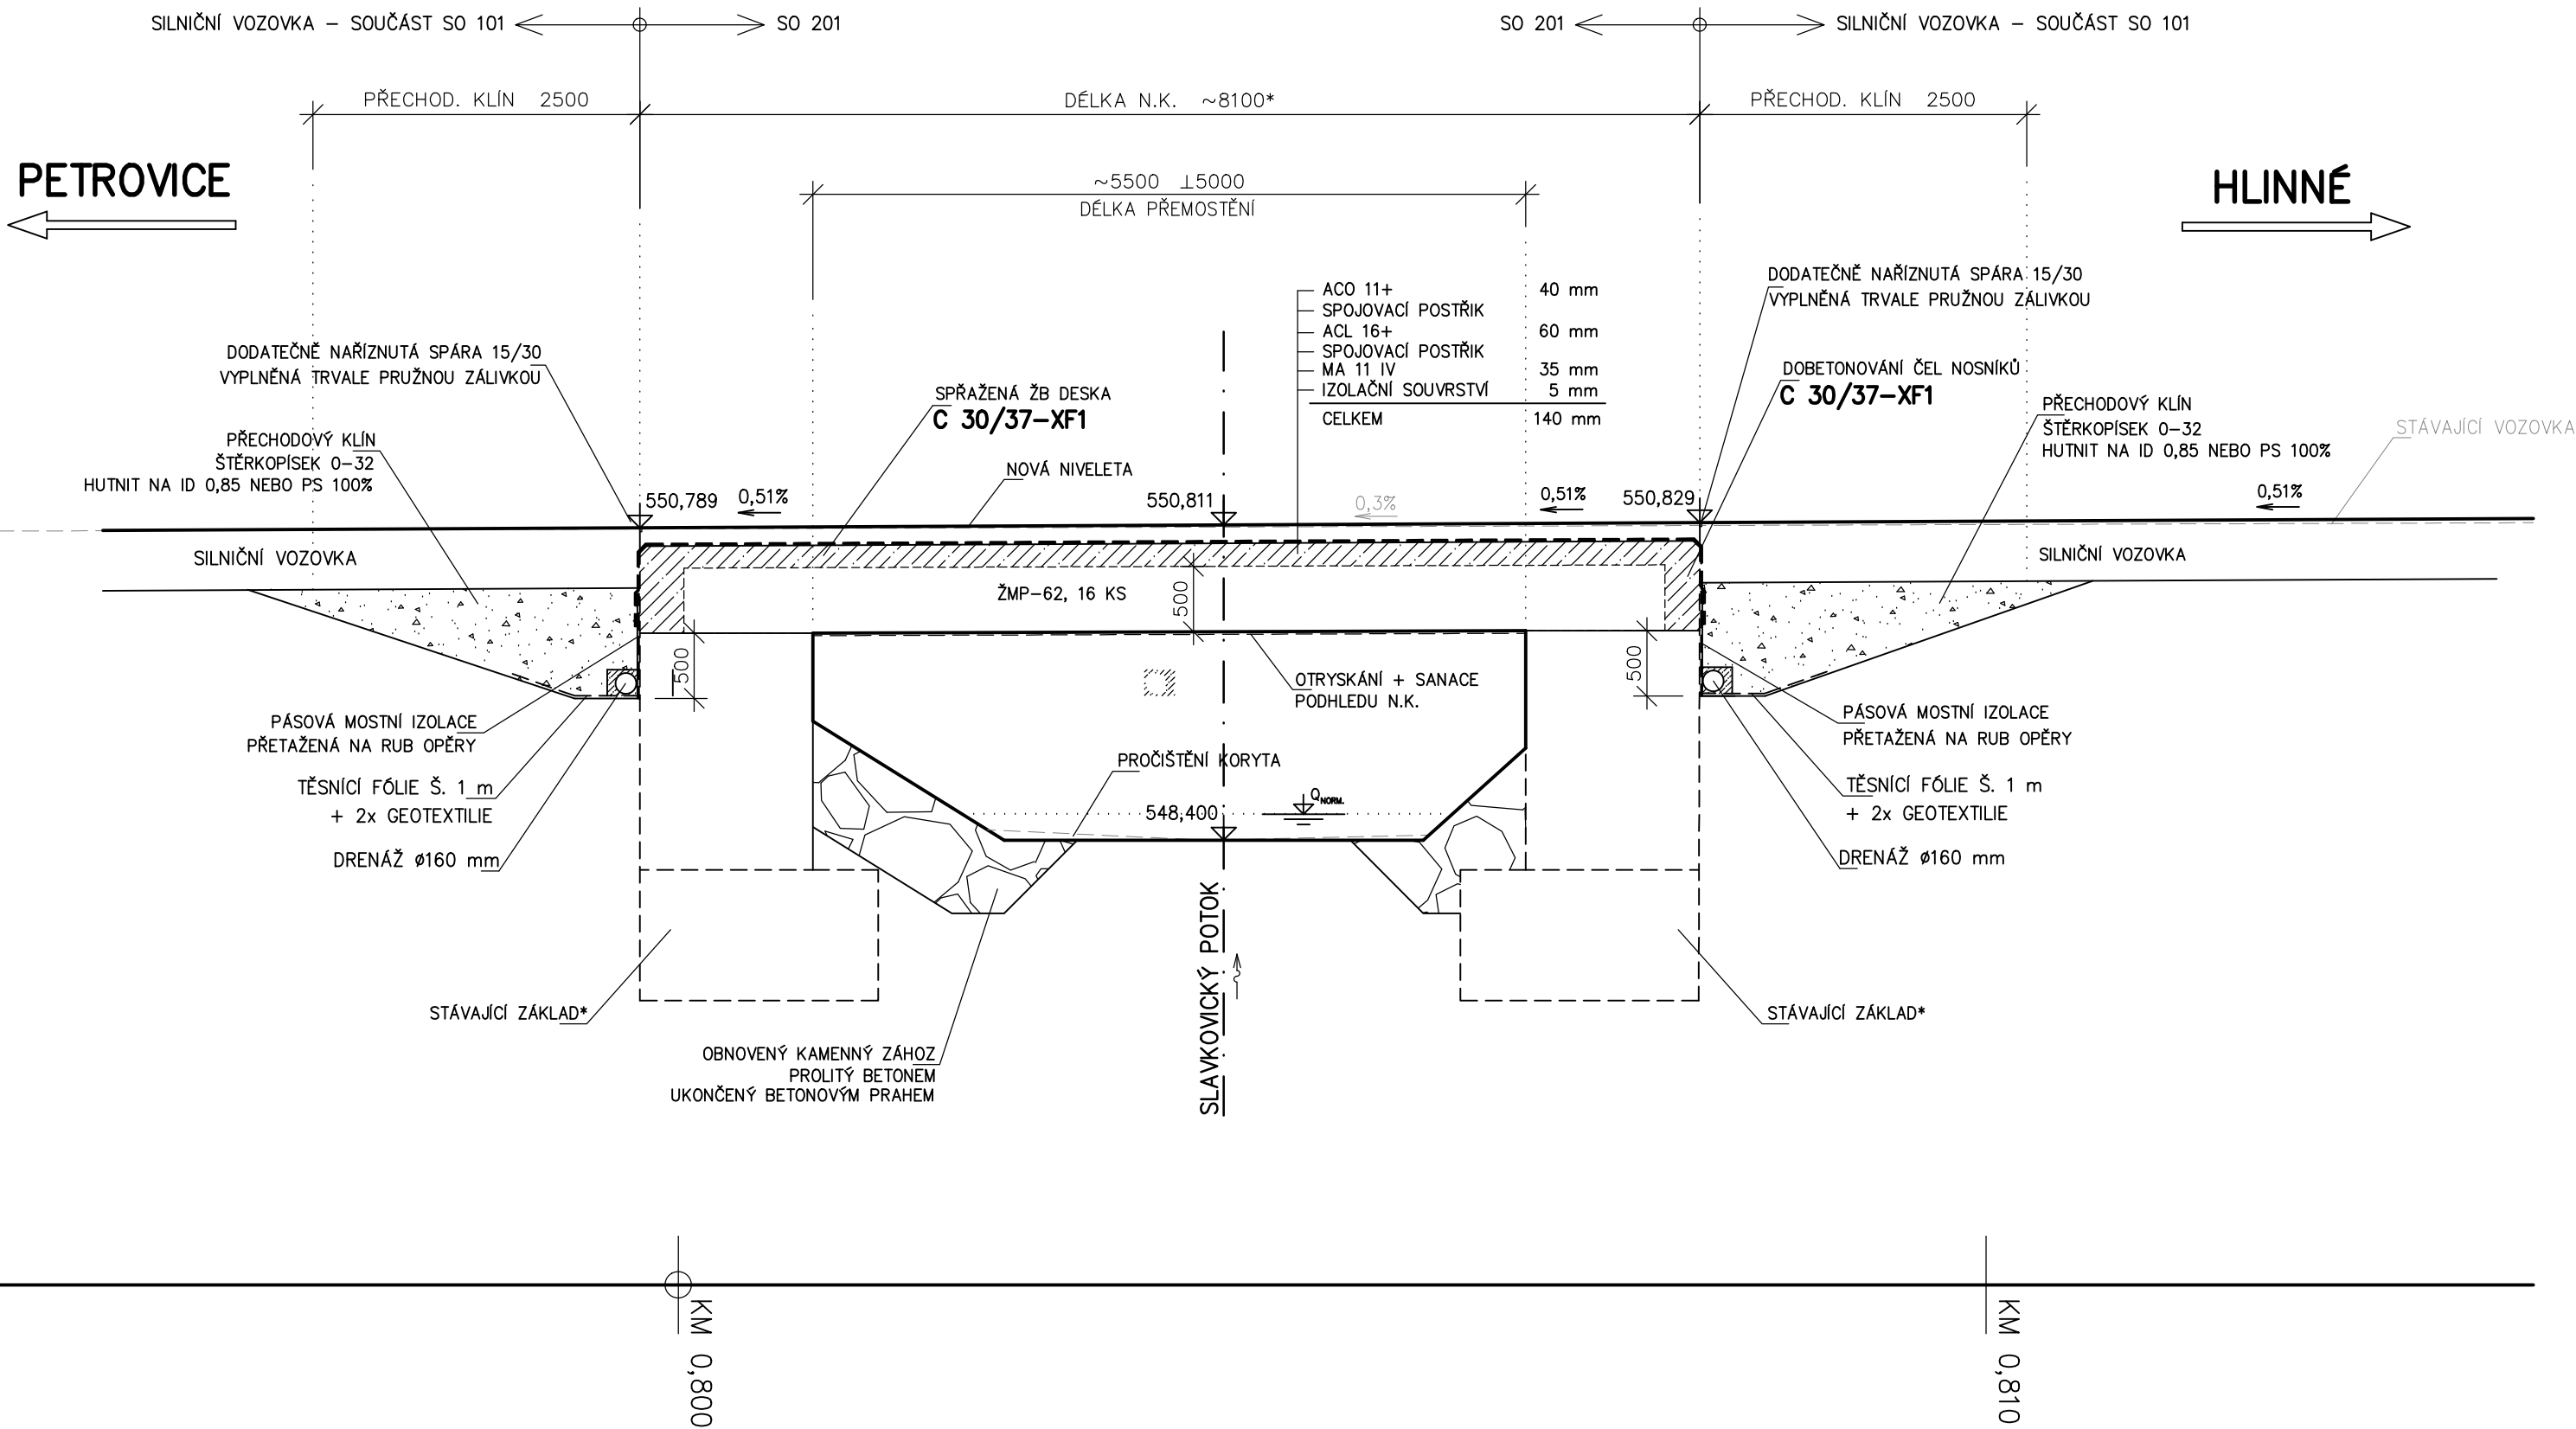 SILNIČNÍ VOZOVKA – SOUČÁST SO 101
SO 201
SO 201
SILNIČNÍ VOZOVKA – SOUČÁST SO 101
PŘECHOD. KLÍN 2500
DÉLKA N.K. ~8100*
PŘECHOD. KLÍN 2500
PETROVICE
HLINNÉ
~5500 ⊥5000
DÉLKA PŘEMOSTĚNÍ
ACO 11+ 40 mm
SPOJOVACÍ POSTŘIK
ACL 16+ 60 mm
SPOJOVACÍ POSTŘIK
MA 11 IV 35 mm
IZOLAČNÍ SOUVRSTVÍ 5 mm
CELKEM 140 mm
DODATEČNĚ NAŘÍZNUTÁ SPÁRA 15/30
VYPLNĚNÁ TRVALE PRUŽNOU ZÁLIVKOU
DODATEČNĚ NAŘÍZNUTÁ SPÁRA 15/30
VYPLNĚNÁ TRVALE PRUŽNOU ZÁLIVKOU
SPŘAŽENÁ ŽB DESKA
C 30/37–XF1
DOBETONOVÁNÍ ČEL NOSNÍKŮ
C 30/37–XF1
PŘECHODOVÝ KLÍN
ŠTĚRKOPÍSEK 0–32
HUTNIT NA ID 0,85 NEBO PS 100%
PŘECHODOVÝ KLÍN
ŠTĚRKOPÍSEK 0–32
HUTNIT NA ID 0,85 NEBO PS 100%
STÁVAJÍCÍ VOZOVKA
NOVÁ NIVELETA
550,789
0,51%
550,811
0,3%
0,51%
550,829
0,51%
SILNIČNÍ VOZOVKA
SILNIČNÍ VOZOVKA
ŽMP–62, 16 KS
500
500
500
OTRYSKÁNÍ + SANACE
PODHLEDU N.K.
PÁSOVÁ MOSTNÍ IZOLACE
PŘETAŽENÁ NA RUB OPĚRY
PÁSOVÁ MOSTNÍ IZOLACE
PŘETAŽENÁ NA RUB OPĚRY
PROČIŠTĚNÍ KORYTA
TĚSNÍCÍ FÓLIE Š. 1 m
+ 2x GEOTEXTILIE
TĚSNÍCÍ FÓLIE Š. 1 m
+ 2x GEOTEXTILIE
548,400
Q NORM.
DRENÁŽ ø160 mm
DRENÁŽ ø160 mm
SLAVKOVICKÝ POTOK
STÁVAJÍCÍ ZÁKLAD*
STÁVAJÍCÍ ZÁKLAD*
OBNOVENÝ KAMENNÝ ZÁHOZ
PROLITÝ BETONEM
UKONČENÝ BETONOVÝM PRAHEM
KM 0,800
KM 0,810